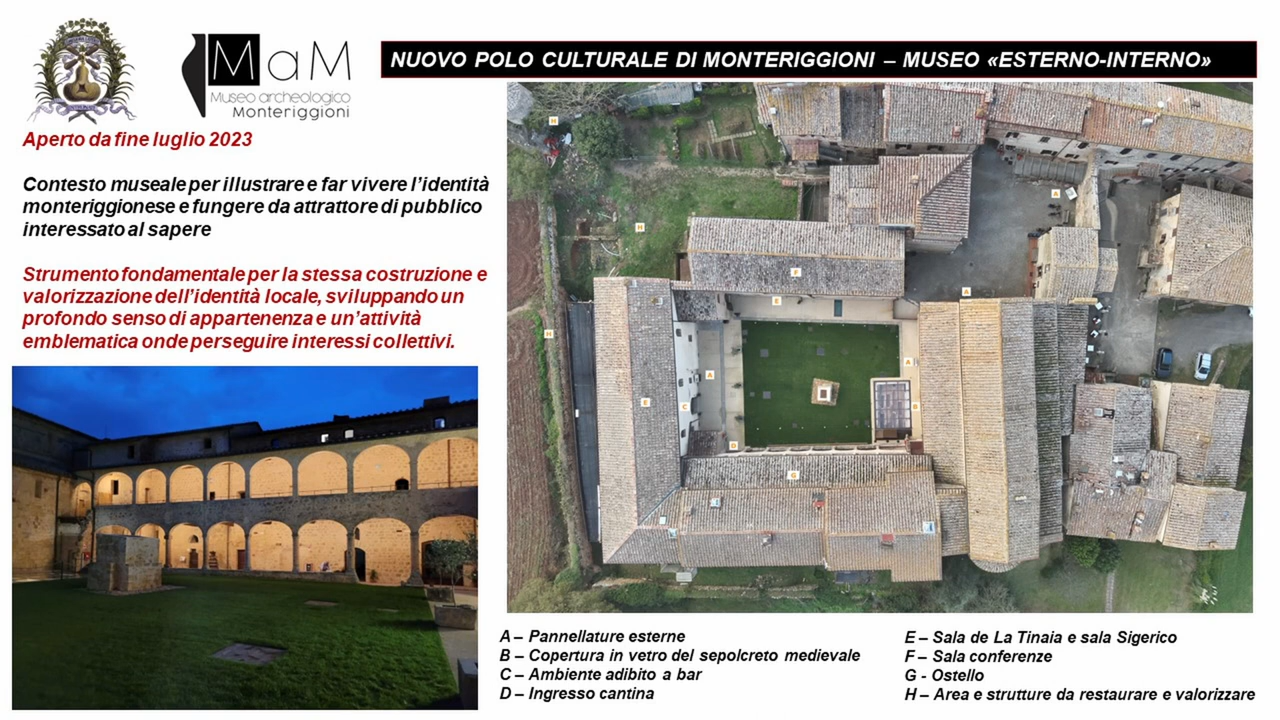 MaM
Museo archeologico
Monteriggioni
NUOVO POLO CULTURALE DI MONTERIGGIONI – MUSEO «ESTERNO-INTERNO»
Aperto da fine luglio 2023
Contesto museale per illustrare e far vivere l'identità
monteriggionese e fungere da attrattore di pubblico
interessato al sapere
Strumento fondamentale per la stessa costruzione e
valorizzazione dell'identità locale, sviluppando un
profondo senso di appartenenza e un'attività
emblematica onde perseguire interessi collettivi.
H
A
H
F
E
A
H
A
A
E
C
B
D
G
A – Pannellature esterne
B – Copertura in vetro del sepolcreto medievale
C – Ambiente adibito a bar
D – Ingresso cantina
E – Sala de La Tinaia e sala Sigerico
F – Sala conferenze
G - Ostello
H – Area e strutture da restaurare e valorizzare